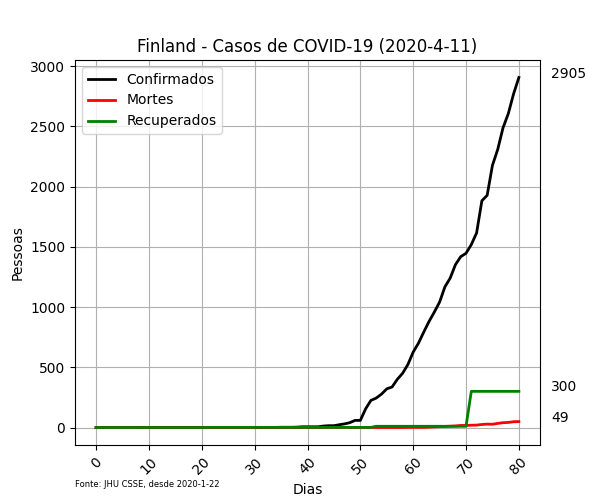 Finland - Casos de COVID-19 (2020-4-11)
Confirmados
Mortes
Recuperados
3000
2500
2000
1500
1000
500
0
Pessoas
2905
300
49
0
10
20
30
40
50
60
70
80
Dias
Fonte: JHU CSSE, desde 2020-1-22